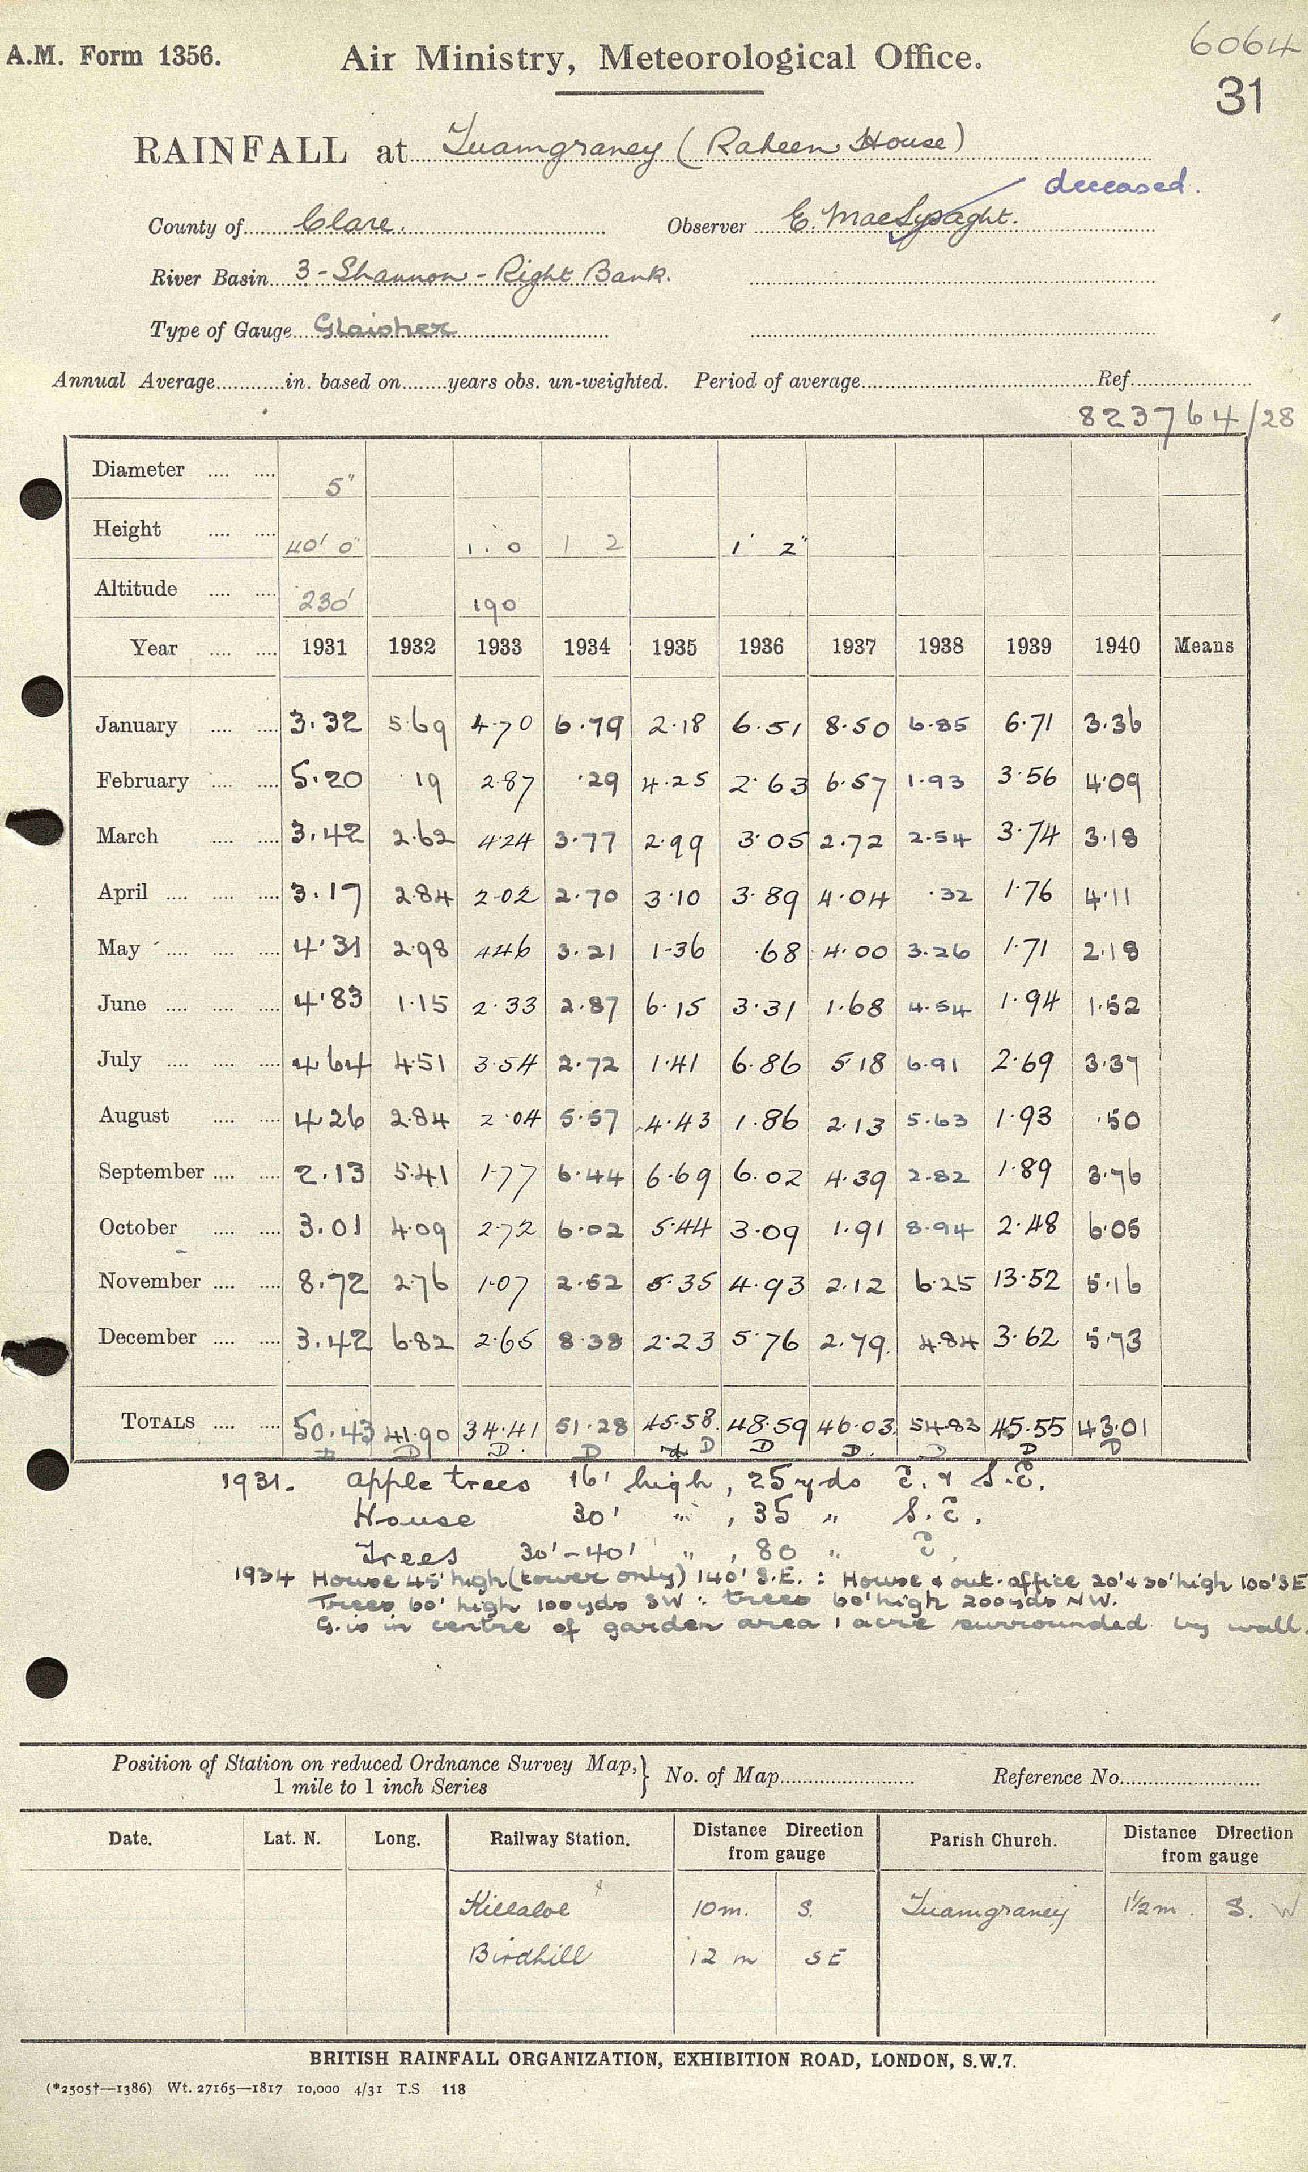 6064
A.M. Form 1356. Air Ministry, Meteorological Office.
31
RAINFALL at Tuamgraney (Raheen House)
deceased.
County of Clare. Observer E. MacLysaght.
River Basin 3 - Shannon - Right Bank.
Type of Gauge Glaisher
Annual Average in. based on years obs. un-weighted. Period of average Ref.
823764/28
Diameter 5"
Height 40' 0" 1 . 0 1 2 1' 2"
Altitude 230' 190
Year 1931 1932 1933 1934 1935 1936 1937 1938 1939 1940 Means
January 3.32 5.69 4.70 6.79 2.18 6.51 8.50 6.85 6.71 3.36
February 5.20 19 2.87 .29 4.25 2.63 6.57 1.93 3.56 4.09
March 3.42 2.62 4.24 3.77 2.99 3.05 2.72 2.54 3.74 3.18
April 3.17 2.84 2.02 2.70 3.10 3.89 4.04 .32 1.76 4.11
May 4.31 2.98 4.46 3.21 1.36 .68 4.00 3.26 1.71 2.18
June 4.83 1.15 2.33 2.87 6.15 3.31 1.68 4.54 1.94 1.52
July 4.64 4.51 3.54 2.72 1.41 6.86 5.18 6.91 2.69 3.37
August 4.26 2.84 2.04 5.57 4.43 1.86 2.13 5.63 1.93 .50
September 2.13 5.41 1.77 6.44 6.69 6.02 4.39 2.82 1.89 3.76
October 3.01 4.09 2.72 6.02 5.44 3.09 1.91 8.94 2.48 6.05
November 8.72 2.76 1.07 2.52 5.35 4.93 2.12 6.25 13.52 5.16
December 3.42 6.82 2.65 8.38 2.23 5.76 2.79. 4.84 3.62 5.73
TOTALS 50.43 41.90 34.41 51.28 45.58. 48.59 46.03. 54.83 45.55 43.01
D D D. D D D D. D D D
1931. Apple trees 16' high, 25 yds E. & S.E.
House 30' " , 35 " S.E.
Trees 30'-40' " , 80 " E.
1934 House 45' high (tower only) 140' S.E. : House & out-office 20' & 30' high 100' SE
Trees 60' high 100yds SW : trees 60' high 200yds NW.
G. is in centre of garden area 1 acre surrounded by wall.
Position of Station on reduced Ordnance Survey Map, 1 mile to 1 inch Series } No. of Map Reference No.
Date. Lat. N. Long. Railway Station. Distance Direction from gauge Parish Church. Distance Direction from gauge
Killaloe 10m. S. Tuamgraney 1½m. S. W
Birdhill 12 m SE
BRITISH RAINFALL ORGANIZATION, EXHIBITION ROAD, LONDON, S.W.7.
(*2505†—1386) Wt. 27165—1817 10,000 4/31 T.S 118